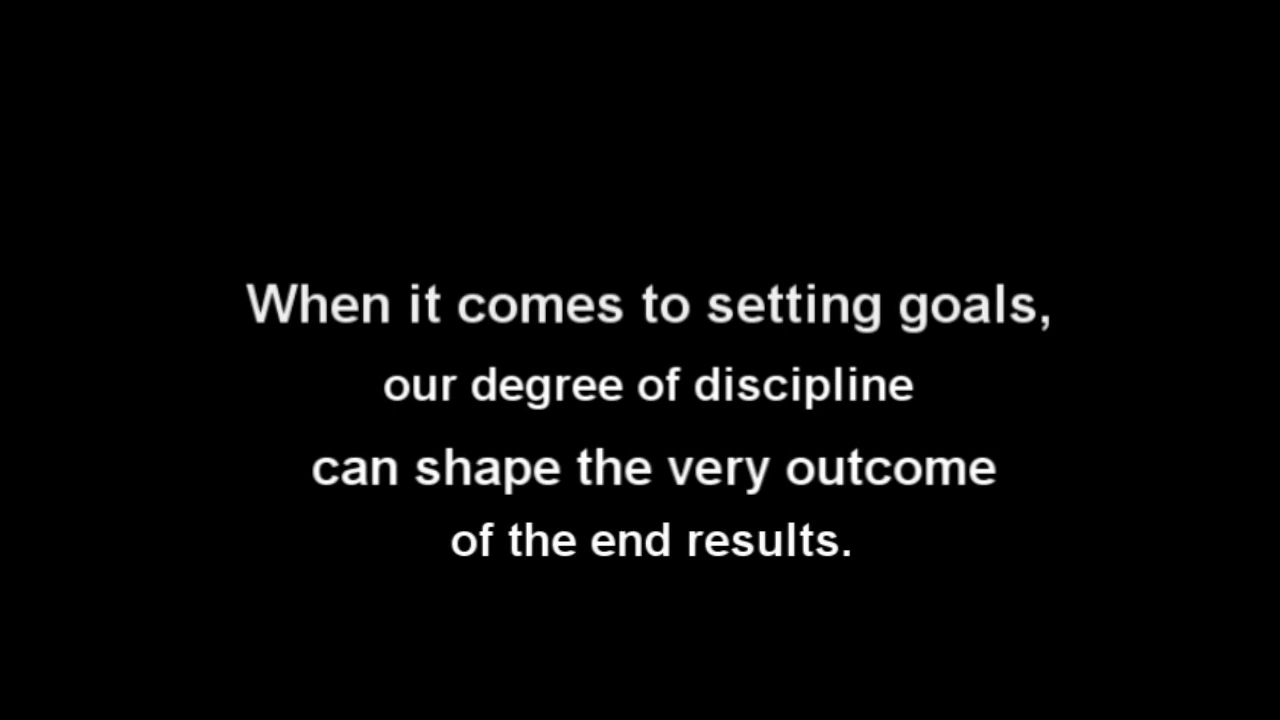 When it comes to setting goals,
our degree of discipline
can shape the very outcome
of the end results.